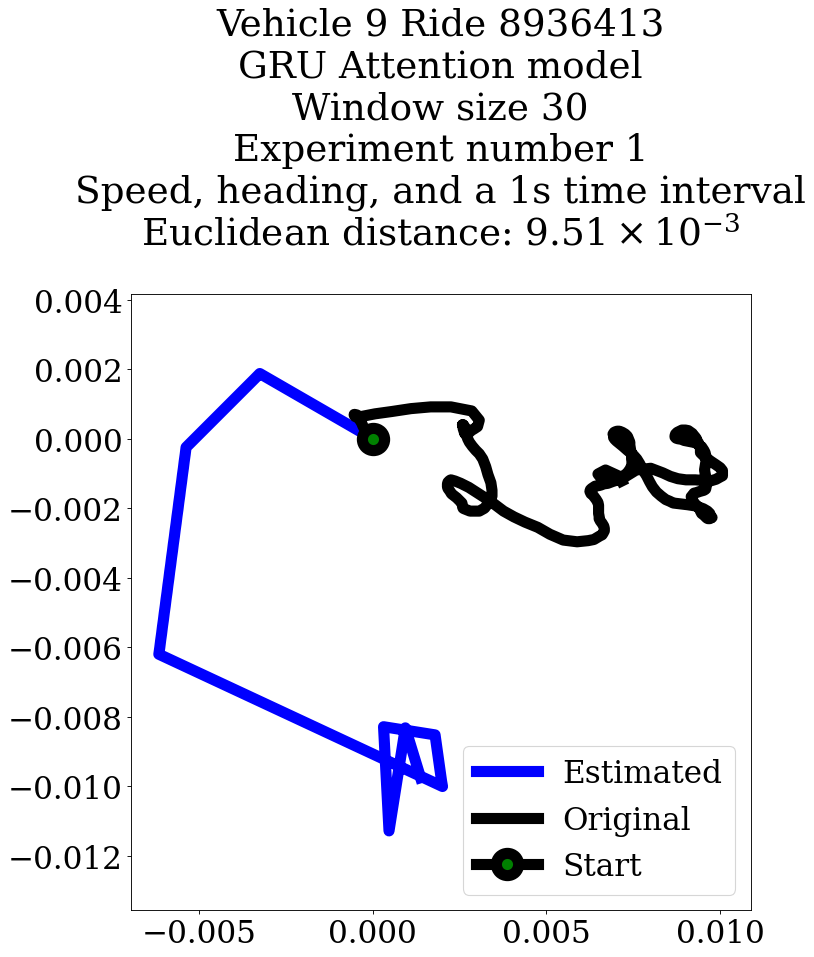 Vehicle 9 Ride 8936413
GRU Attention model
Window size 30
Experiment number 1
Speed, heading, and a 1s time interval
Euclidean distance: 9.51 × 10⁻³
0.004
0.002
0.000
−0.002
−0.004
−0.006
−0.008
−0.010
−0.012
Estimated
Original
Start
−0.005
0.000
0.005
0.010